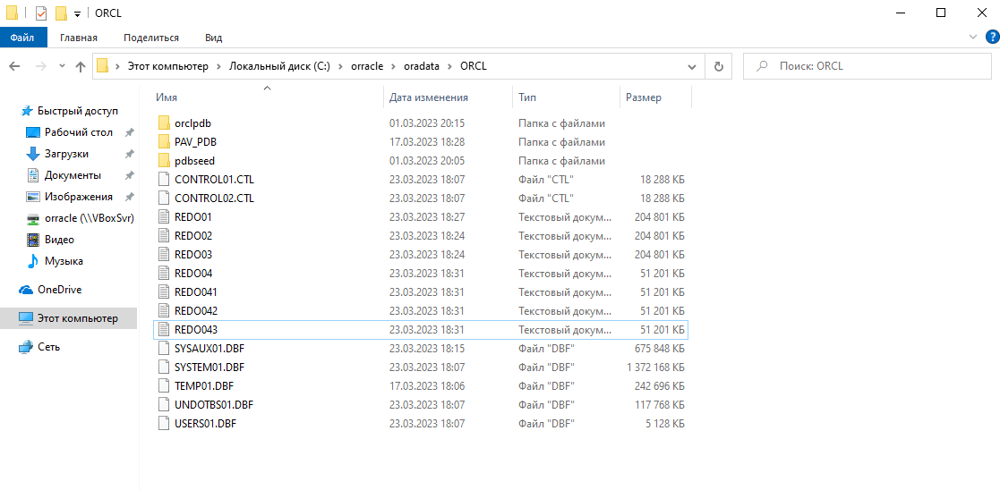 ORCL
Файл Главная Поделиться Вид
Этот компьютер Локальный диск (C:) orracle oradata ORCL Поиск: ORCL
Имя Дата изменения Тип Размер
Быстрый доступ
Рабочий стол
Загрузки
Документы
Изображения
orracle (\\VBoxSvr)
Видео
Музыка
OneDrive
Этот компьютер
Сеть
orclpdb 01.03.2023 20:15 Папка с файлами
PAV_PDB 17.03.2023 18:28 Папка с файлами
pdbseed 01.03.2023 20:05 Папка с файлами
CONTROL01.CTL 23.03.2023 18:07 Файл "CTL" 18 288 КБ
CONTROL02.CTL 23.03.2023 18:07 Файл "CTL" 18 288 КБ
REDO01 23.03.2023 18:27 Текстовый докум... 204 801 КБ
REDO02 23.03.2023 18:24 Текстовый докум... 204 801 КБ
REDO03 23.03.2023 18:24 Текстовый докум... 204 801 КБ
REDO04 23.03.2023 18:31 Текстовый докум... 51 201 КБ
REDO041 23.03.2023 18:31 Текстовый докум... 51 201 КБ
REDO042 23.03.2023 18:31 Текстовый докум... 51 201 КБ
REDO043 23.03.2023 18:31 Текстовый докум... 51 201 КБ
SYSAUX01.DBF 23.03.2023 18:15 Файл "DBF" 675 848 КБ
SYSTEM01.DBF 23.03.2023 18:07 Файл "DBF" 1 372 168 КБ
TEMP01.DBF 17.03.2023 18:06 Файл "DBF" 242 696 КБ
UNDOTBS01.DBF 23.03.2023 18:07 Файл "DBF" 117 768 КБ
USERS01.DBF 23.03.2023 18:07 Файл "DBF" 5 128 КБ